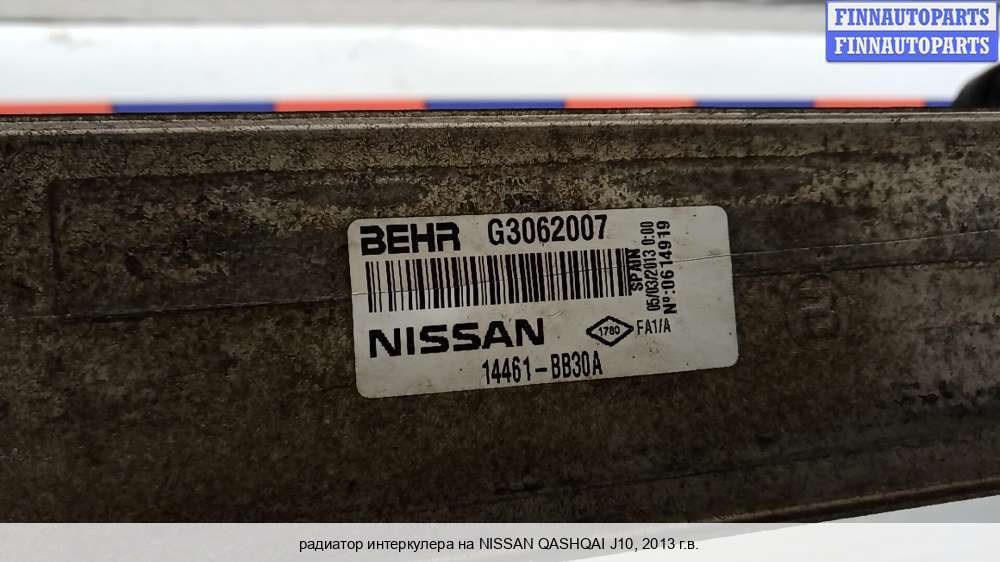 FINNAUTOPARTS
FINNAUTOPARTS
BEHR G3062007
SPAIN
05/03/2013 0:00
Nº:0614919
NISSAN
1780
FA1/A
14461-BB30A
радиатор интеркулера на NISSAN QASHQAI J10, 2013 г.в.